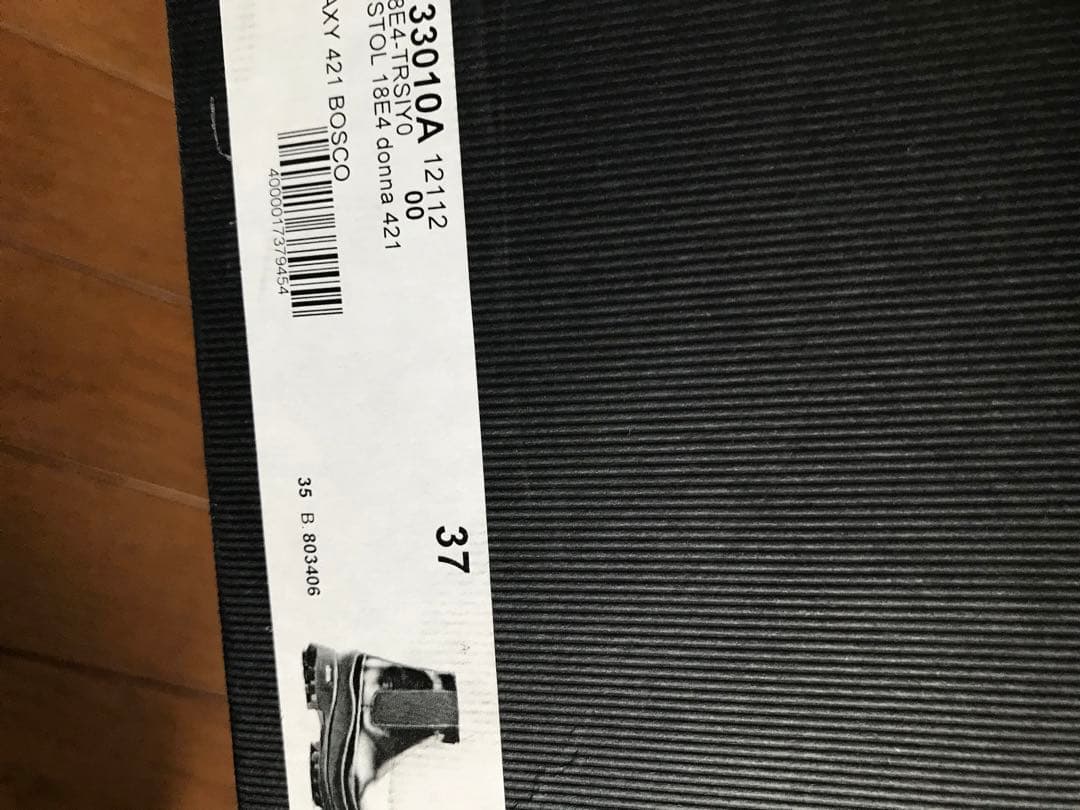 33010A 12112
8E4-TRSIY0 00
STOL 18E4 donna 421
AXY 421 BOSCO
4000017379454
37
35 B. 803406